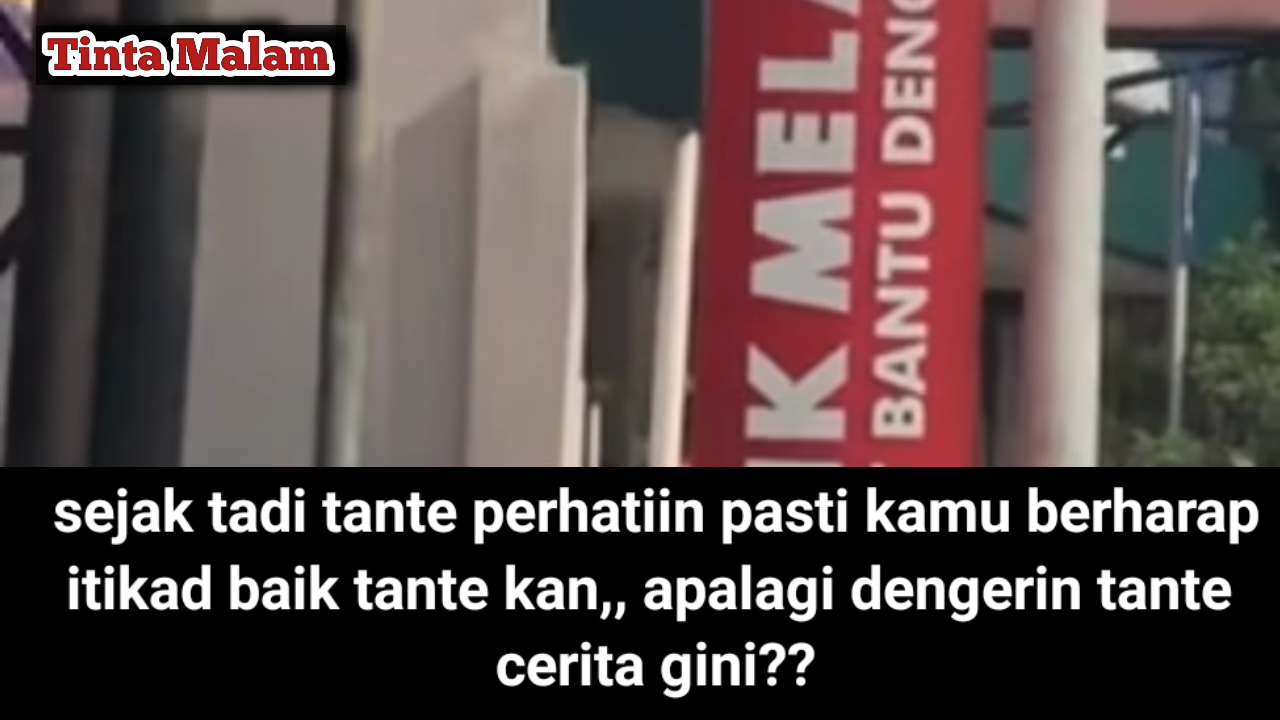 Tinta Malam
BANTU
sejak tadi tante perhatiin pasti kamu berharap
itikad baik tante kan,, apalagi dengerin tante
cerita gini??